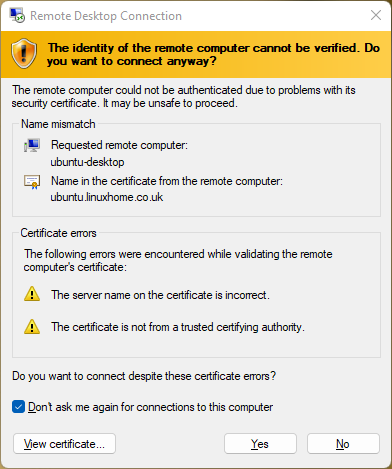 Remote Desktop Connection
The identity of the remote computer cannot be verified. Do
you want to connect anyway?
The remote computer could not be authenticated due to problems with its
security certificate. It may be unsafe to proceed.
Name mismatch
Requested remote computer:
ubuntu-desktop
Name in the certificate from the remote computer:
ubuntu.linuxhome.co.uk
Certificate errors
The following errors were encountered while validating the remote
computer's certificate:
The server name on the certificate is incorrect.
The certificate is not from a trusted certifying authority.
Do you want to connect despite these certificate errors?
Don't ask me again for connections to this computer
View certificate...
Yes
No